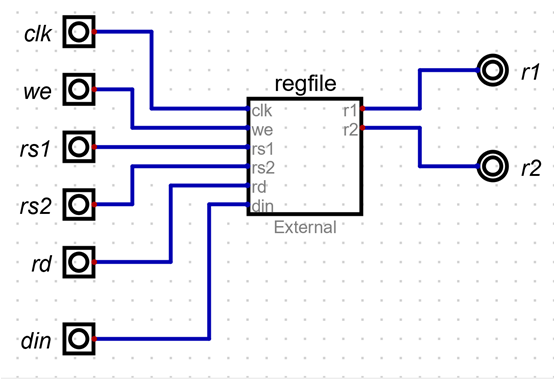 clk
we
rs1
rs2
rd
din
regfile
clk
we
rs1
rs2
rd
din
r1
r2
External
r1
r2